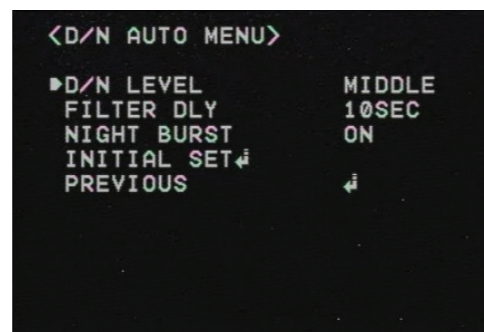 <D/N AUTO MENU>
D/N LEVEL MIDDLE
FILTER DLY 10SEC
NIGHT BURST ON
INITIAL SET↲
PREVIOUS ↲